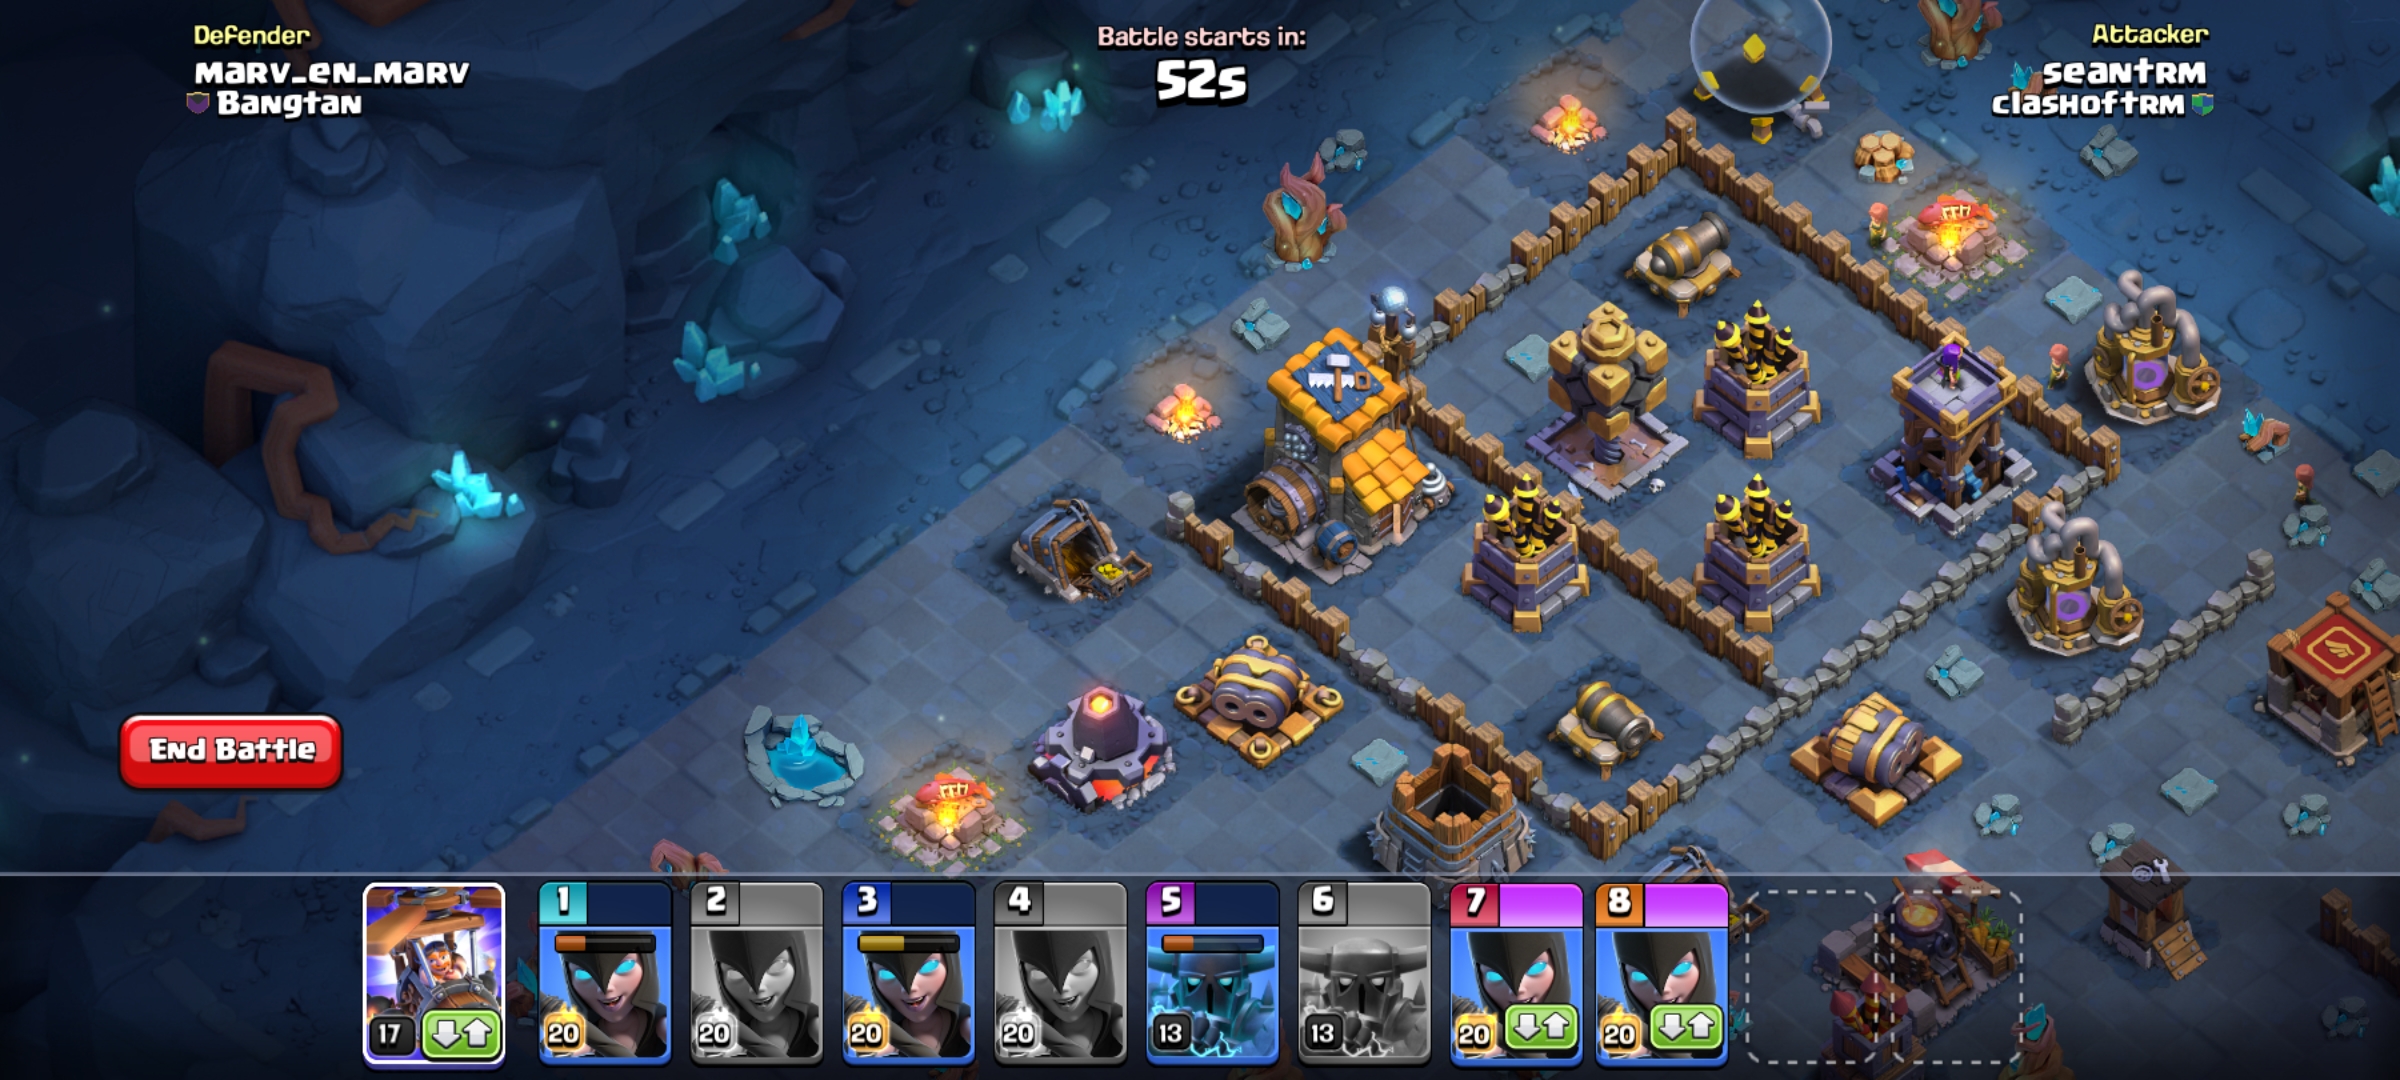 Defender
marv_en_marv
Bangtan
Battle starts in:
52s
Attacker
seantRM
clashoftRM
End Battle
17
1
20
2
20
3
20
4
20
5
13
6
13
7
20
8
20